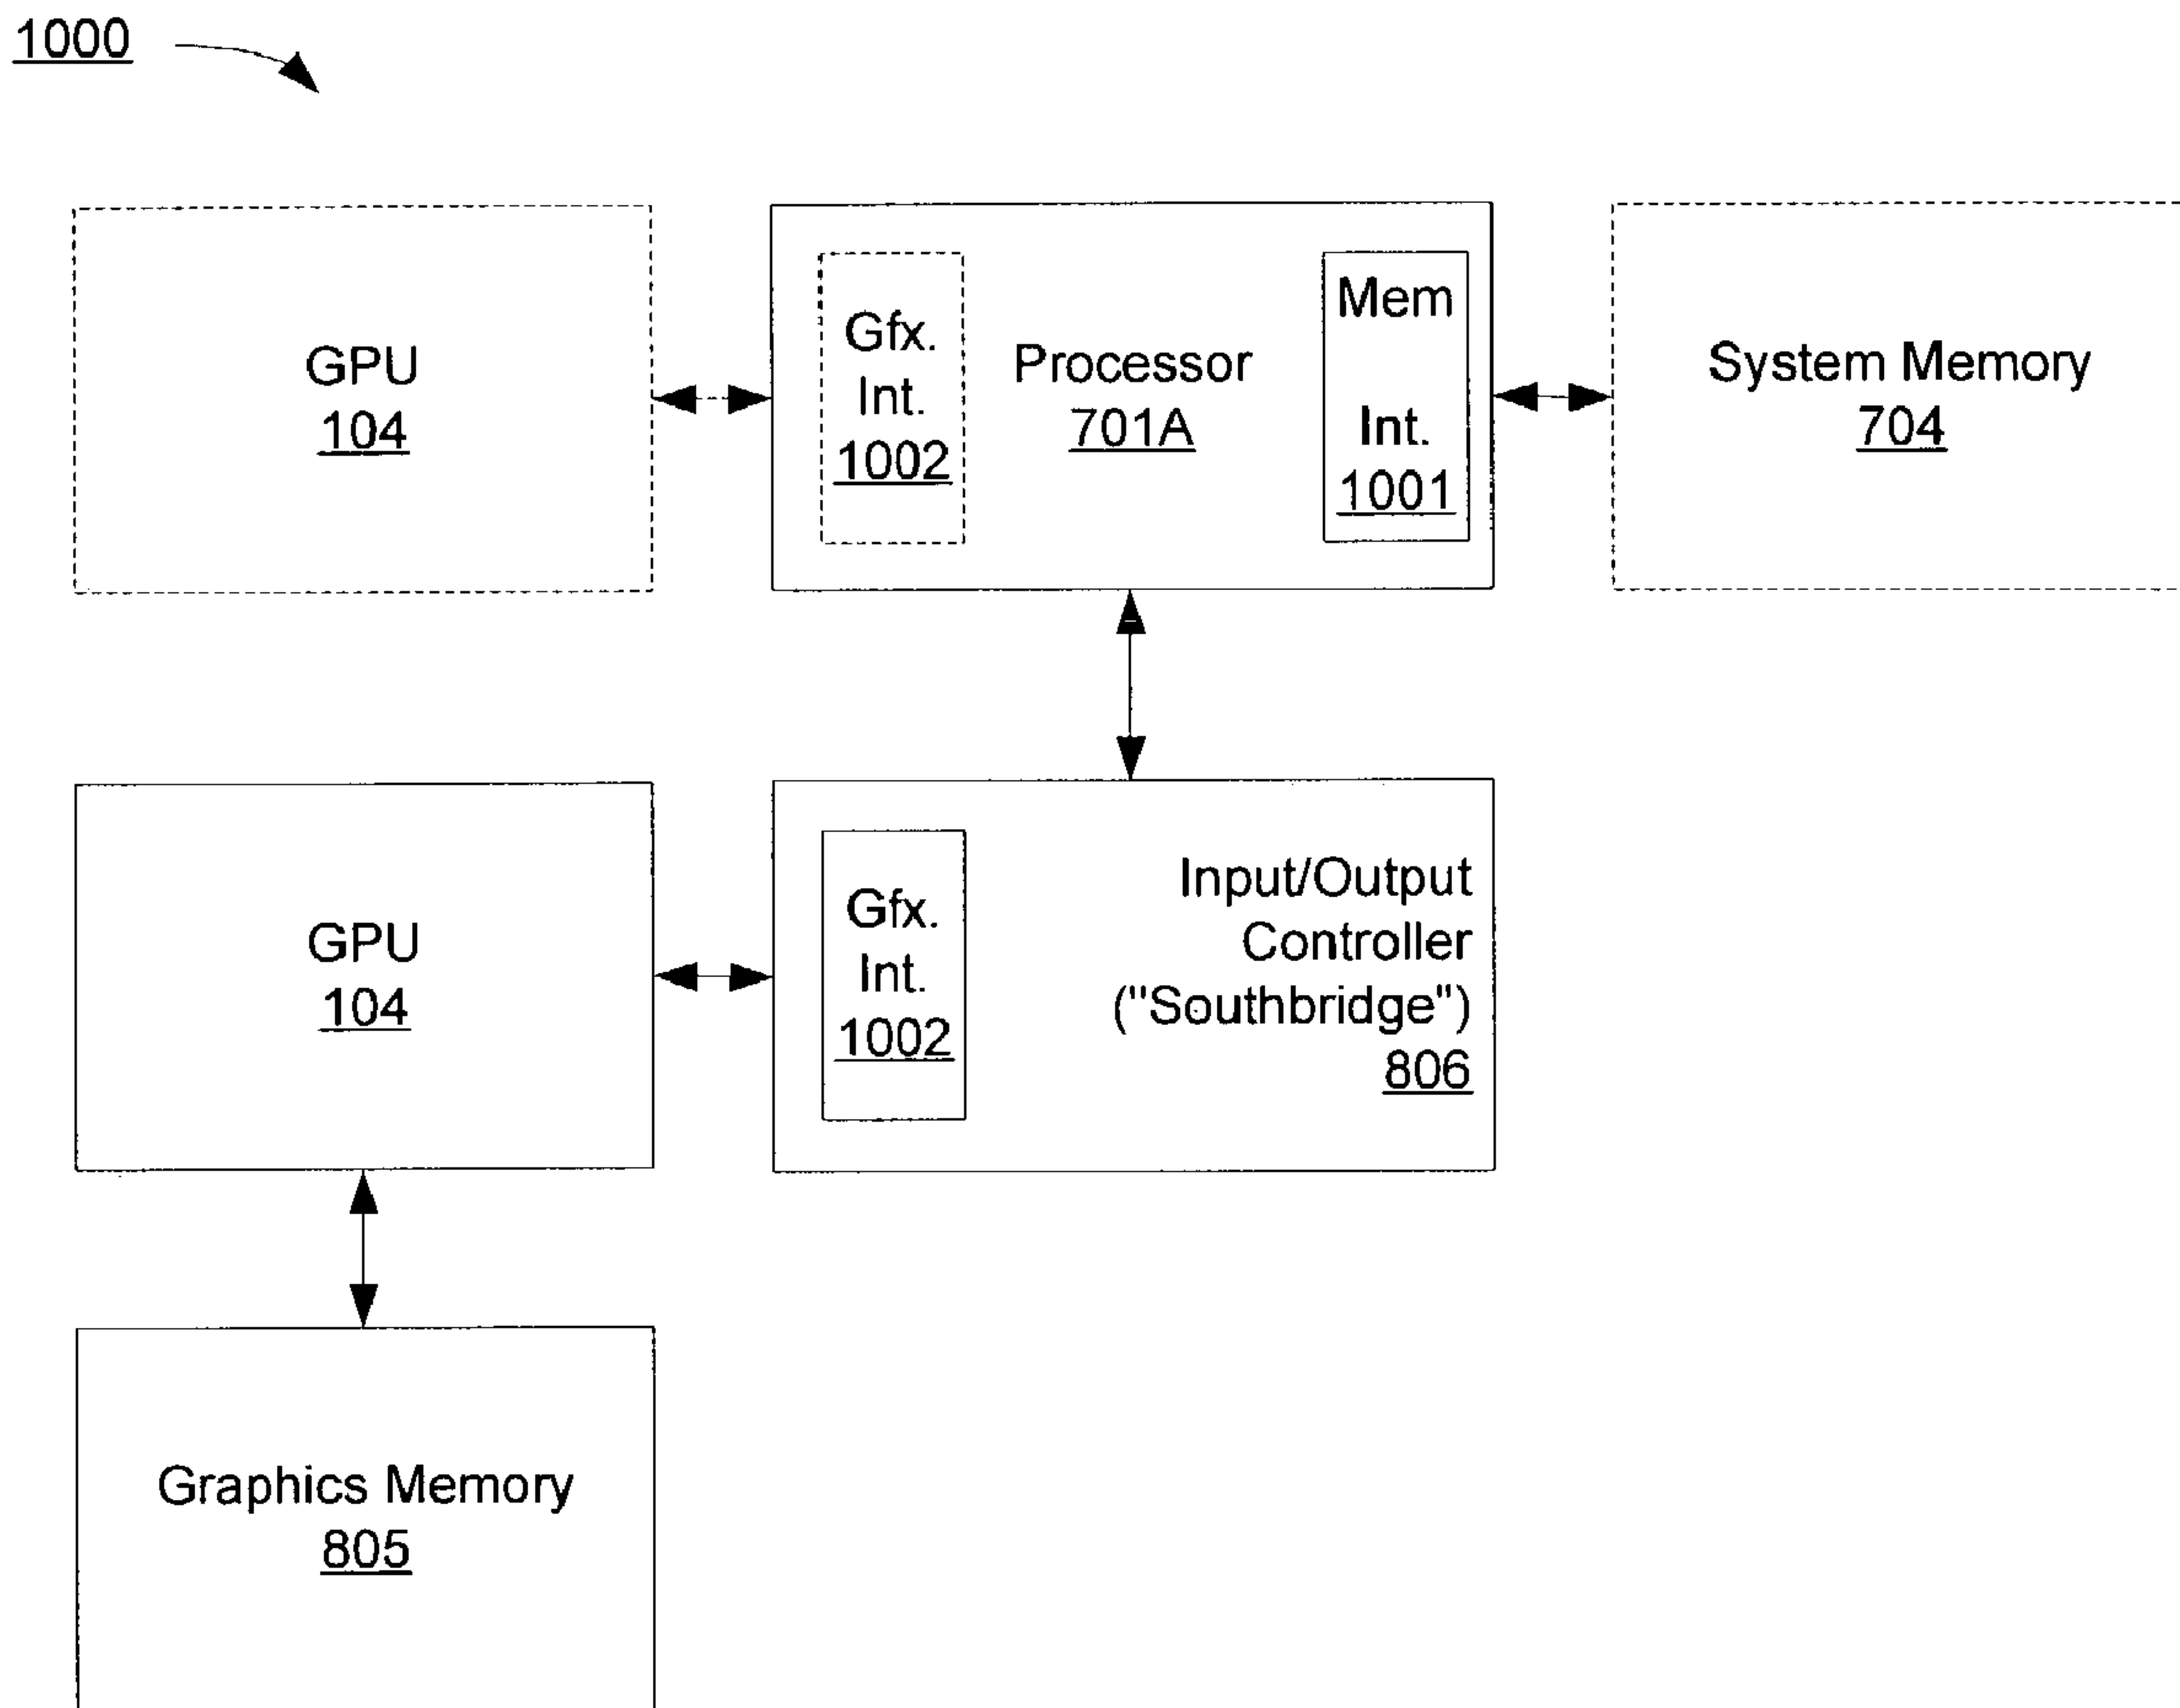 1000
GPU
104
Gfx.
Int.
1002
Processor
701A
Mem
Int.
1001
System Memory
704
GPU
104
Gfx.
Int.
1002
Input/Output
Controller
("Southbridge")
806
Graphics Memory
805